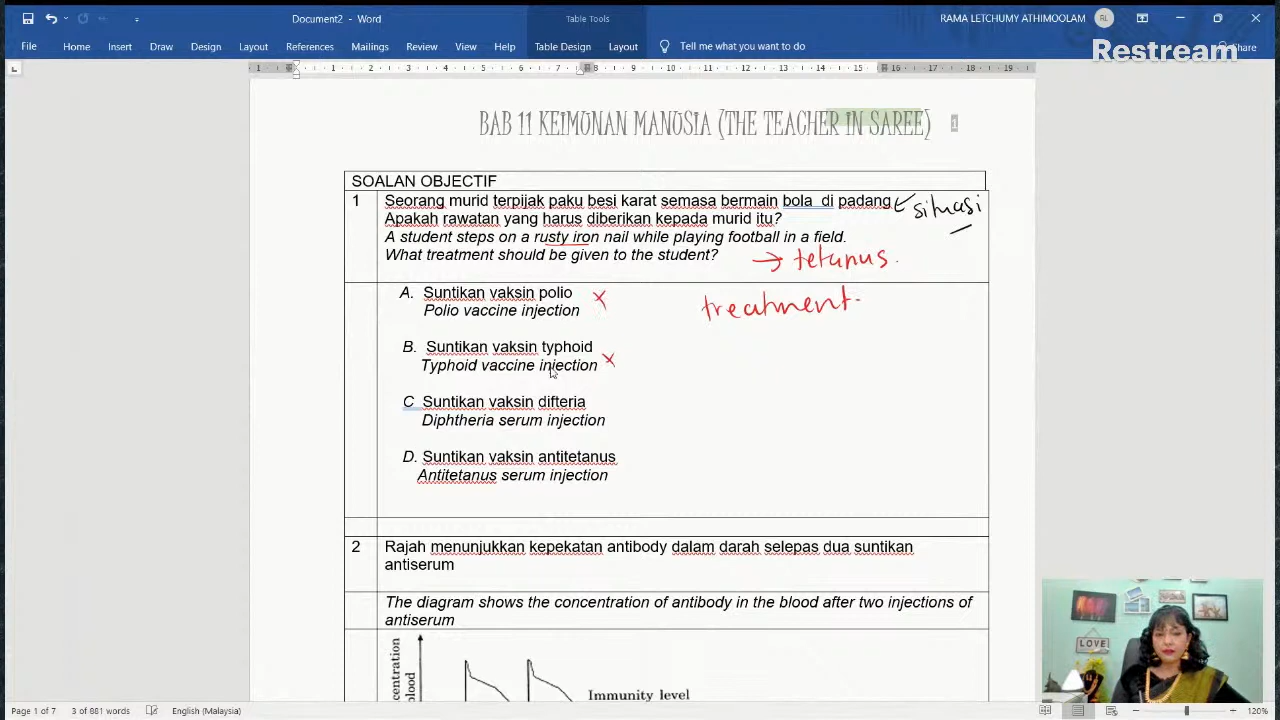 Document2 - Word
Table Tools
RAMA LETCHUMY ATHIMOOLAM
RL
File Home Insert Draw Design Layout References Mailings Review View Help Table Design Layout Tell me what you want to do
Share
Restream
BAB 11 KEIMUNAN MANUSIA (THE TEACHER IN SAREE) 1
SOALAN OBJECTIF
1 Seorang murid terpijak paku besi karat semasa bermain bola di padang
situasi
Apakah rawatan yang harus diberikan kepada murid itu?
A student steps on a rusty iron nail while playing football in a field.
What treatment should be given to the student?
→ tetanus.
A. Suntikan vaksin polio
Polio vaccine injection
treatment.
B. Suntikan vaksin typhoid
Typhoid vaccine injection
C Suntikan vaksin difteria
Diphtheria serum injection
D. Suntikan vaksin antitetanus
Antitetanus serum injection
2 Rajah menunjukkan kepekatan antibody dalam darah selepas dua suntikan
antiserum
The diagram shows the concentration of antibody in the blood after two injections of
antiserum
blood
Immunity level
LOVE
Page 1 of 7 3 of 881 words English (Malaysia) 120%